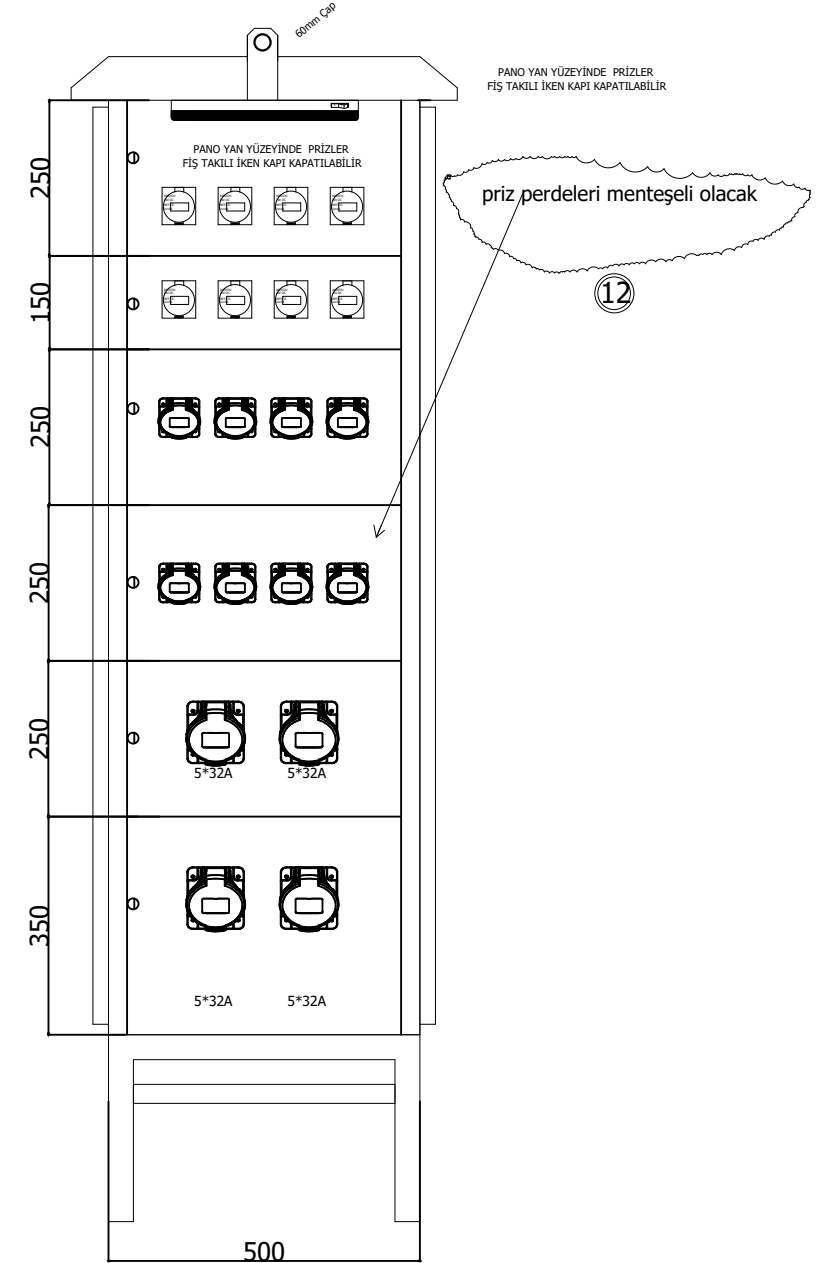 60mm Çap
PANO YAN YÜZEYİNDE PRİZLER
FİŞ TAKILI İKEN KAPI KAPATILABİLİR
PANO YAN YÜZEYİNDE PRİZLER
FİŞ TAKILI İKEN KAPI KAPATILABİLİR
250
priz perdeleri menteşeli olacak
12
150
250
250
250
5*32A 5*32A
350
5*32A 5*32A
500